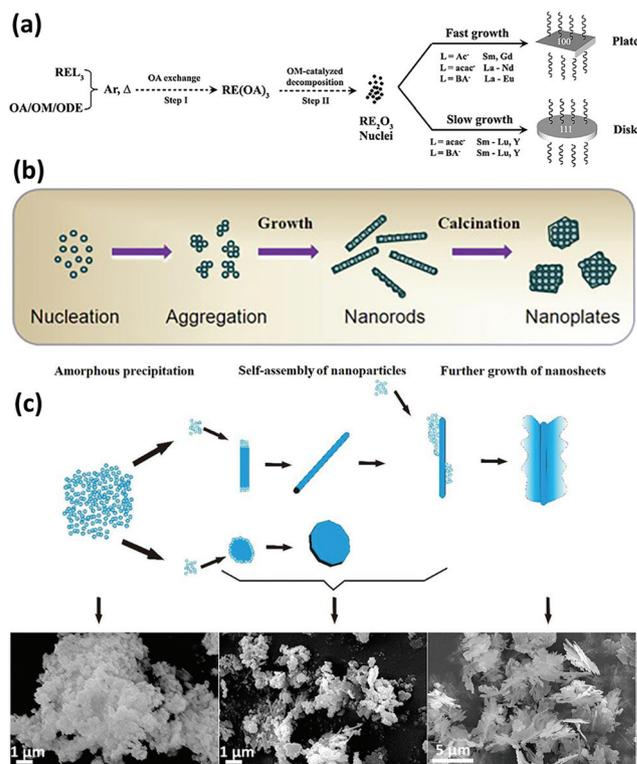 (a)
REL₃
OA/OM/ODE
Ar, Δ
OA exchange
Step I
RE(OA)₃
OM-catalyzed
decomposition
Step II
RE₂O₃
Nuclei
Fast growth
L = Ac⁻ Sm, Gd
L = acac⁻ La - Nd
L = BA⁻ La - Eu
100
Plate
Slow growth
L = acac⁻ Sm - Lu, Y
L = BA⁻ Sm - Lu, Y
111
Disk
(b)
Growth
Calcination
Nucleation
Aggregation
Nanorods
Nanoplates
Amorphous precipitation
Self-assembly of nanoparticles
Further growth of nanosheets
(c)
1 μm
1 μm
5 μm